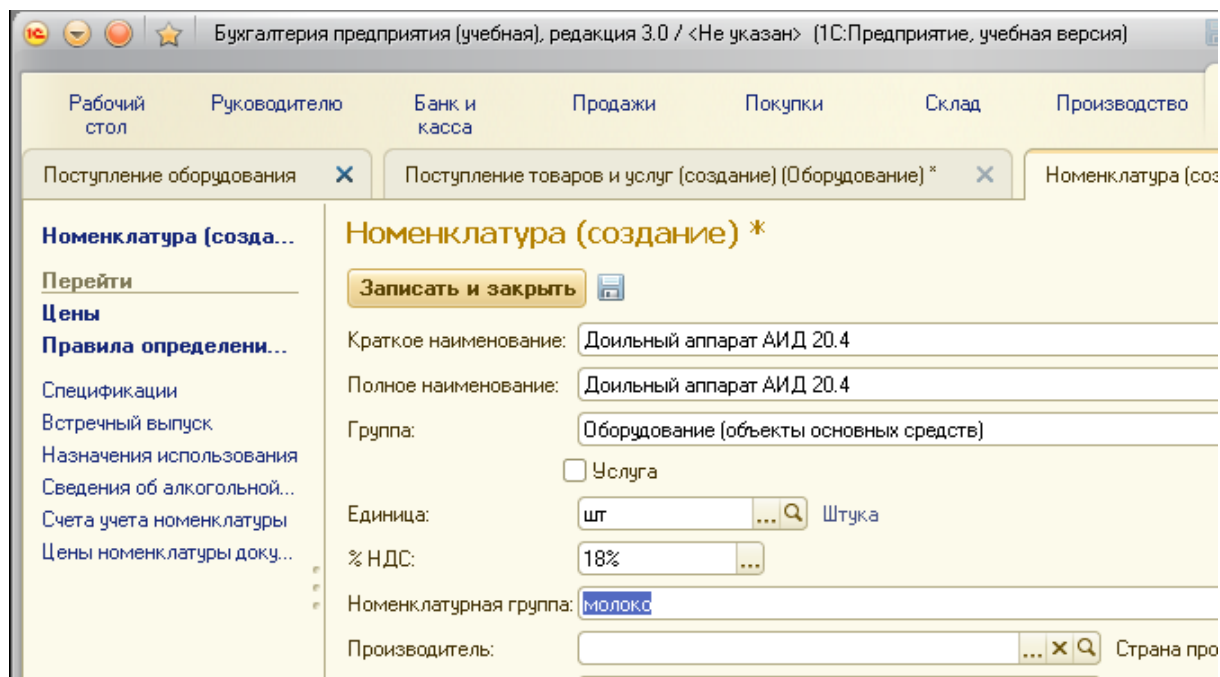 Бухгалтерия предприятия (учебная), редакция 3.0 / <Не указан> (1С:Предприятие, учебная версия)
Рабочий стол
Руководителю
Банк и касса
Продажи
Покупки
Склад
Производство
Поступление оборудования
Поступление товаров и услуг (создание) (Оборудование) *
Номенклатура (соз
Номенклатура (созда...
Перейти
Цены
Правила определени...
Спецификации
Встречный выпуск
Назначения использования
Сведения об алкогольной...
Счета учета номенклатуры
Цены номенклатуры доку...
Номенклатура (создание) *
Записать и закрыть
Краткое наименование: Доильный аппарат АИД 20.4
Полное наименование: Доильный аппарат АИД 20.4
Группа: Оборудование (объекты основных средств)
Услуга
Единица: шт ... Штука
% НДС: 18% ...
Номенклатурная группа: молоко
Производитель: ... Страна про